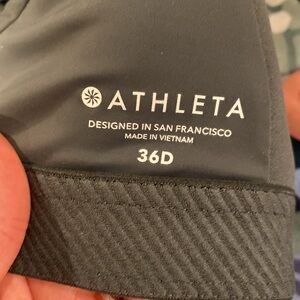 ATHLETA
DESIGNED IN SAN FRANCISCO
MADE IN VIETNAM
36D